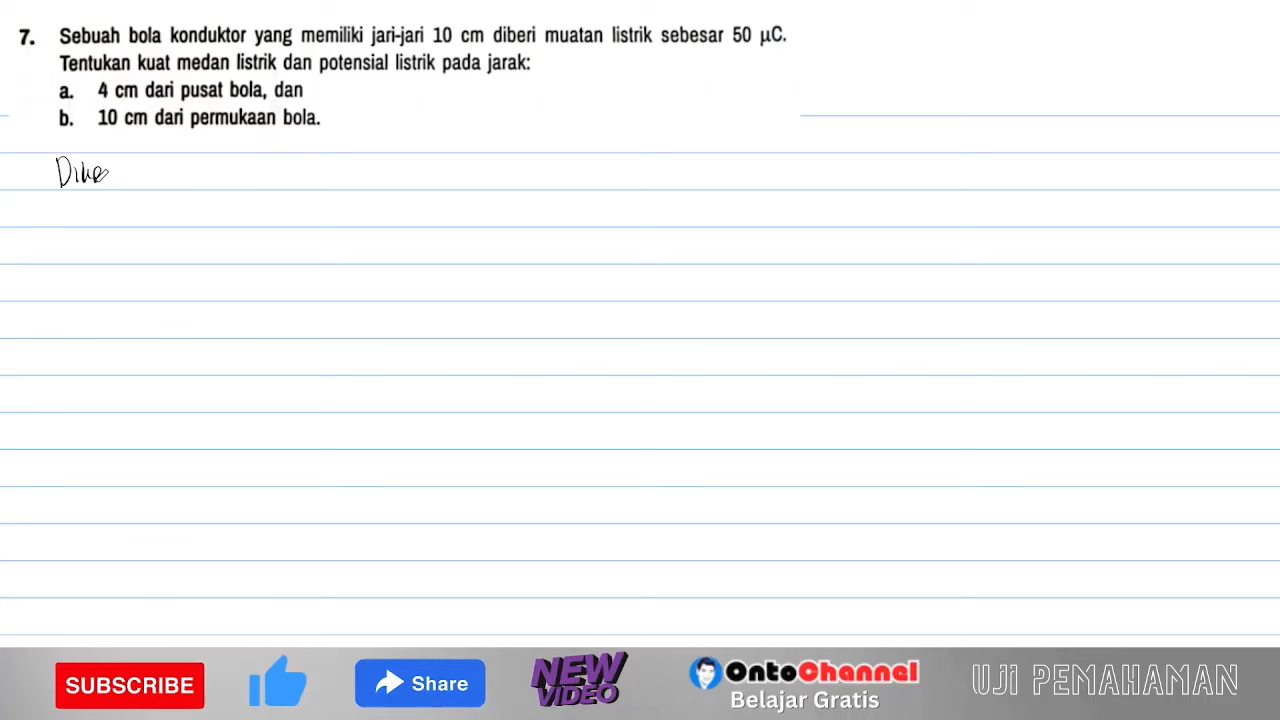 7. Sebuah bola konduktor yang memiliki jari-jari 10 cm diberi muatan listrik sebesar 50 μC.
Tentukan kuat medan listrik dan potensial listrik pada jarak:
a. 4 cm dari pusat bola, dan
b. 10 cm dari permukaan bola.
SUBSCRIBE
Share
NEW
VIDEO
OntoChannel
Belajar Gratis
UJI PEMAHAMAN